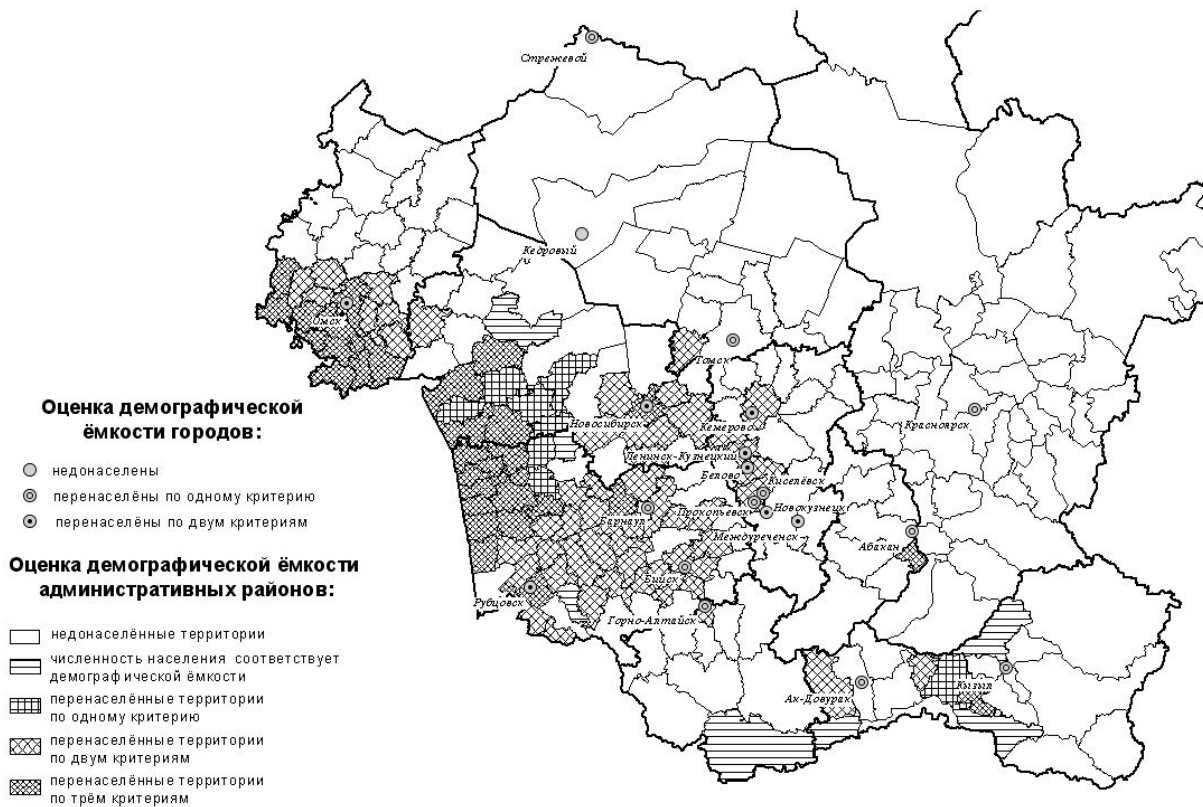 Стрежевой
Кедровый
Омск
Томск
Красноярск
Новосибирск
Кемерово
Ленинск-Кузнецкий
Белово
Киселёвск
Прокопьевск
Новокузнецк
Междуреченск
Барнаул
Абакан
Бийск
Рубцовск
Горно-Алтайск
Кызыл
Ак-Довурак
Оценка демографической
ёмкости городов:
недонаселены
перенаселёны по одному критерию
перенаселёны по двум критериям
Оценка демографической ёмкости
административных районов:
недонаселённые территории
численность населения соответствует
демографической ёмкости
перенаселённые территории
по одному критерию
перенаселённые территории
по двум критериям
перенаселённые территории
по трём критериям